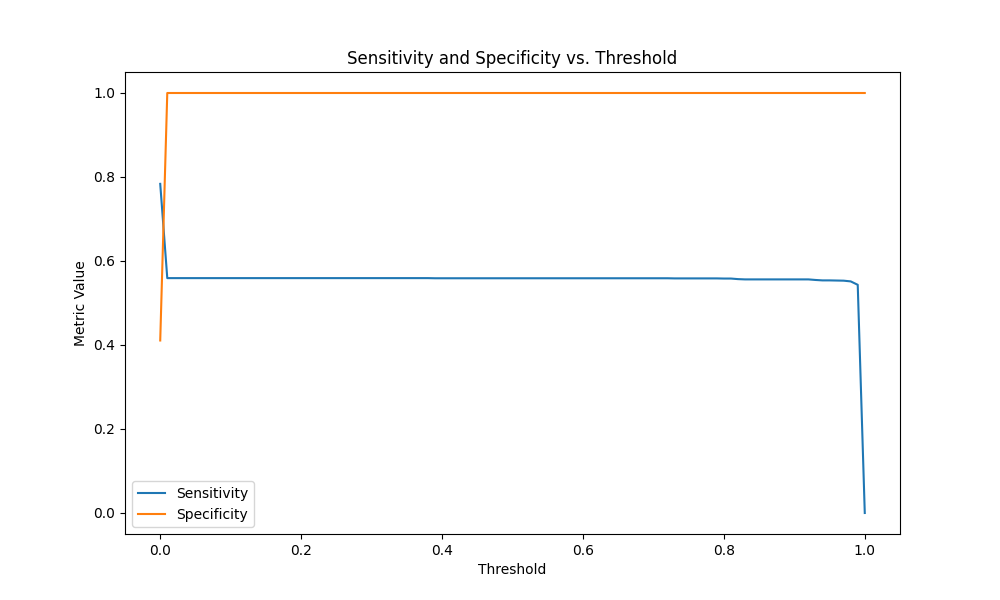 Sensitivity and Specificity vs. Threshold
1.0
0.8
0.6
0.4
0.2
0.0
Metric Value
Sensitivity
Specificity
0.0 0.2 0.4 0.6 0.8 1.0
Threshold